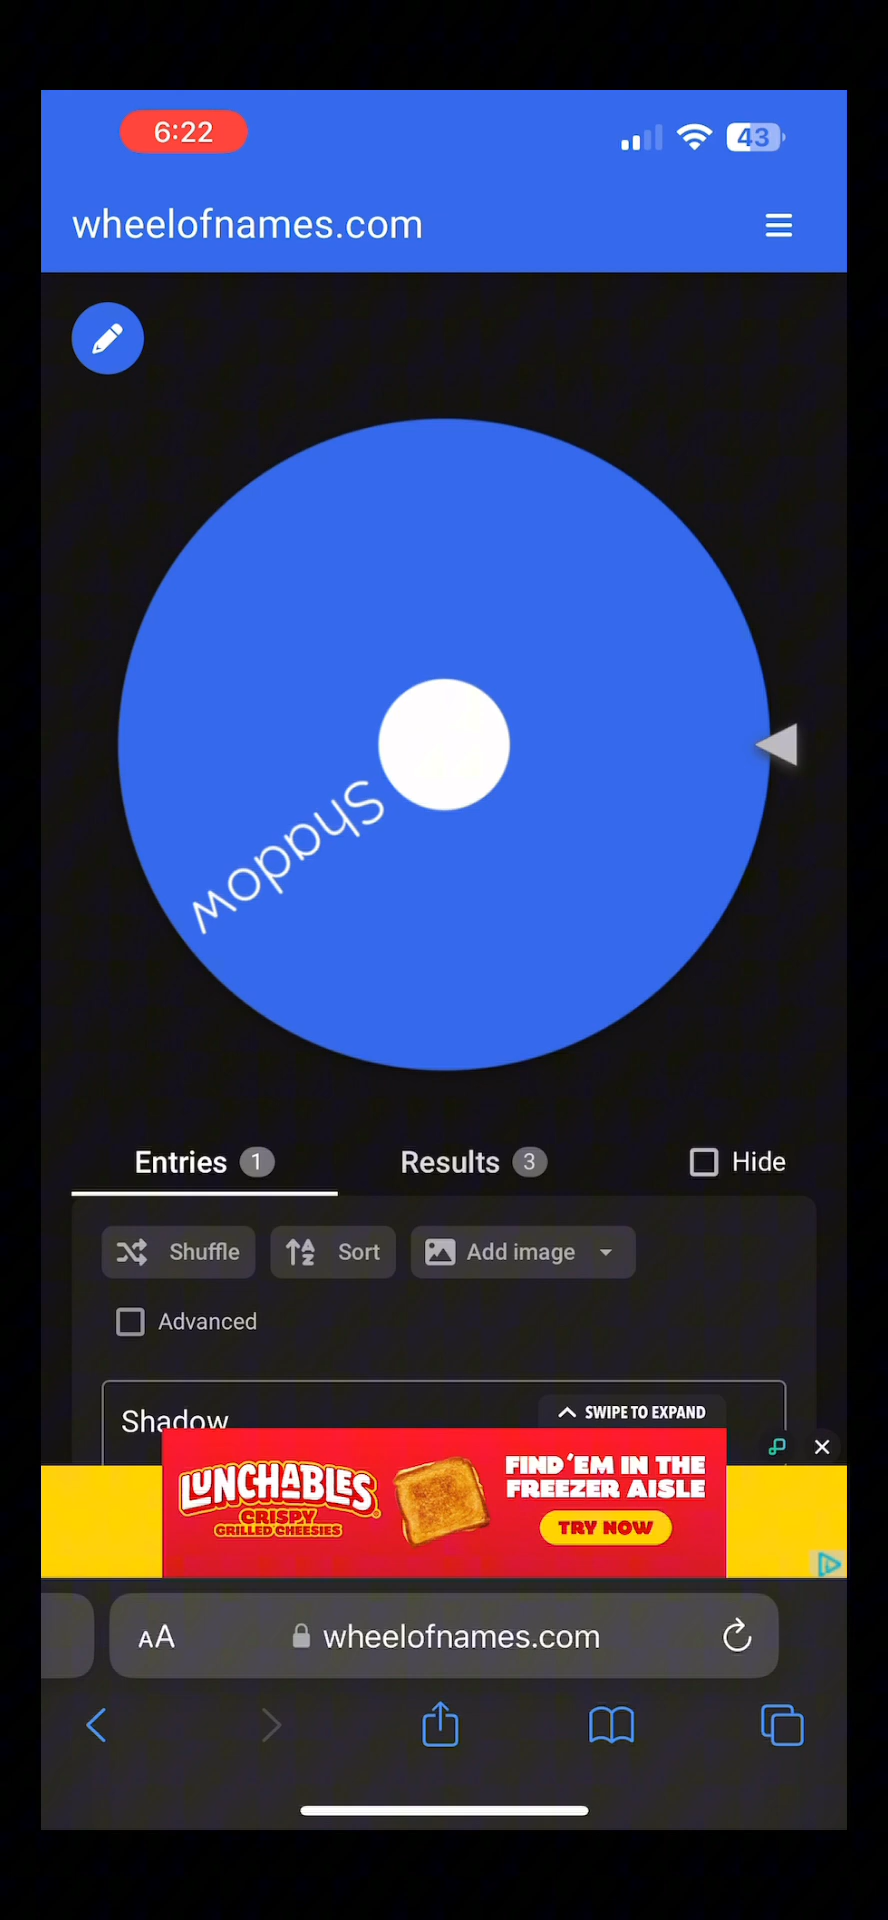 6:22
43
wheelofnames.com
Shadow
Entries 1 Results 3 Hide
Shuffle Sort Add image
Advanced
Shadow
SWIPE TO EXPAND
LUNCHABLES
CRISPY
GRILLED CHEESIES
FIND 'EM IN THE
FREEZER AISLE
TRY NOW
AA wheelofnames.com